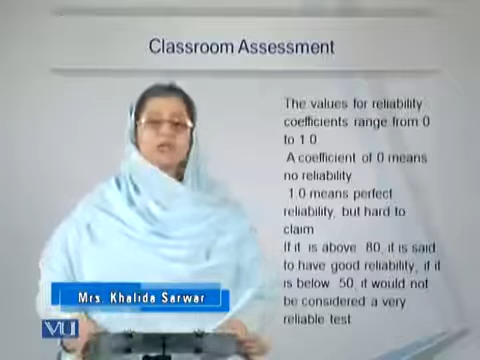 Classroom Assessment
The values for reliability
coefficients range from 0
to 1 0
A coefficient of 0 means
no reliability
1.0 means perfect
reliability, but hard to
claim
If it is above 80, it is said
to have good reliability, if it
is below 50, it would not
be considered a very
reliable test
Mrs. Khalida Sarwar
VU